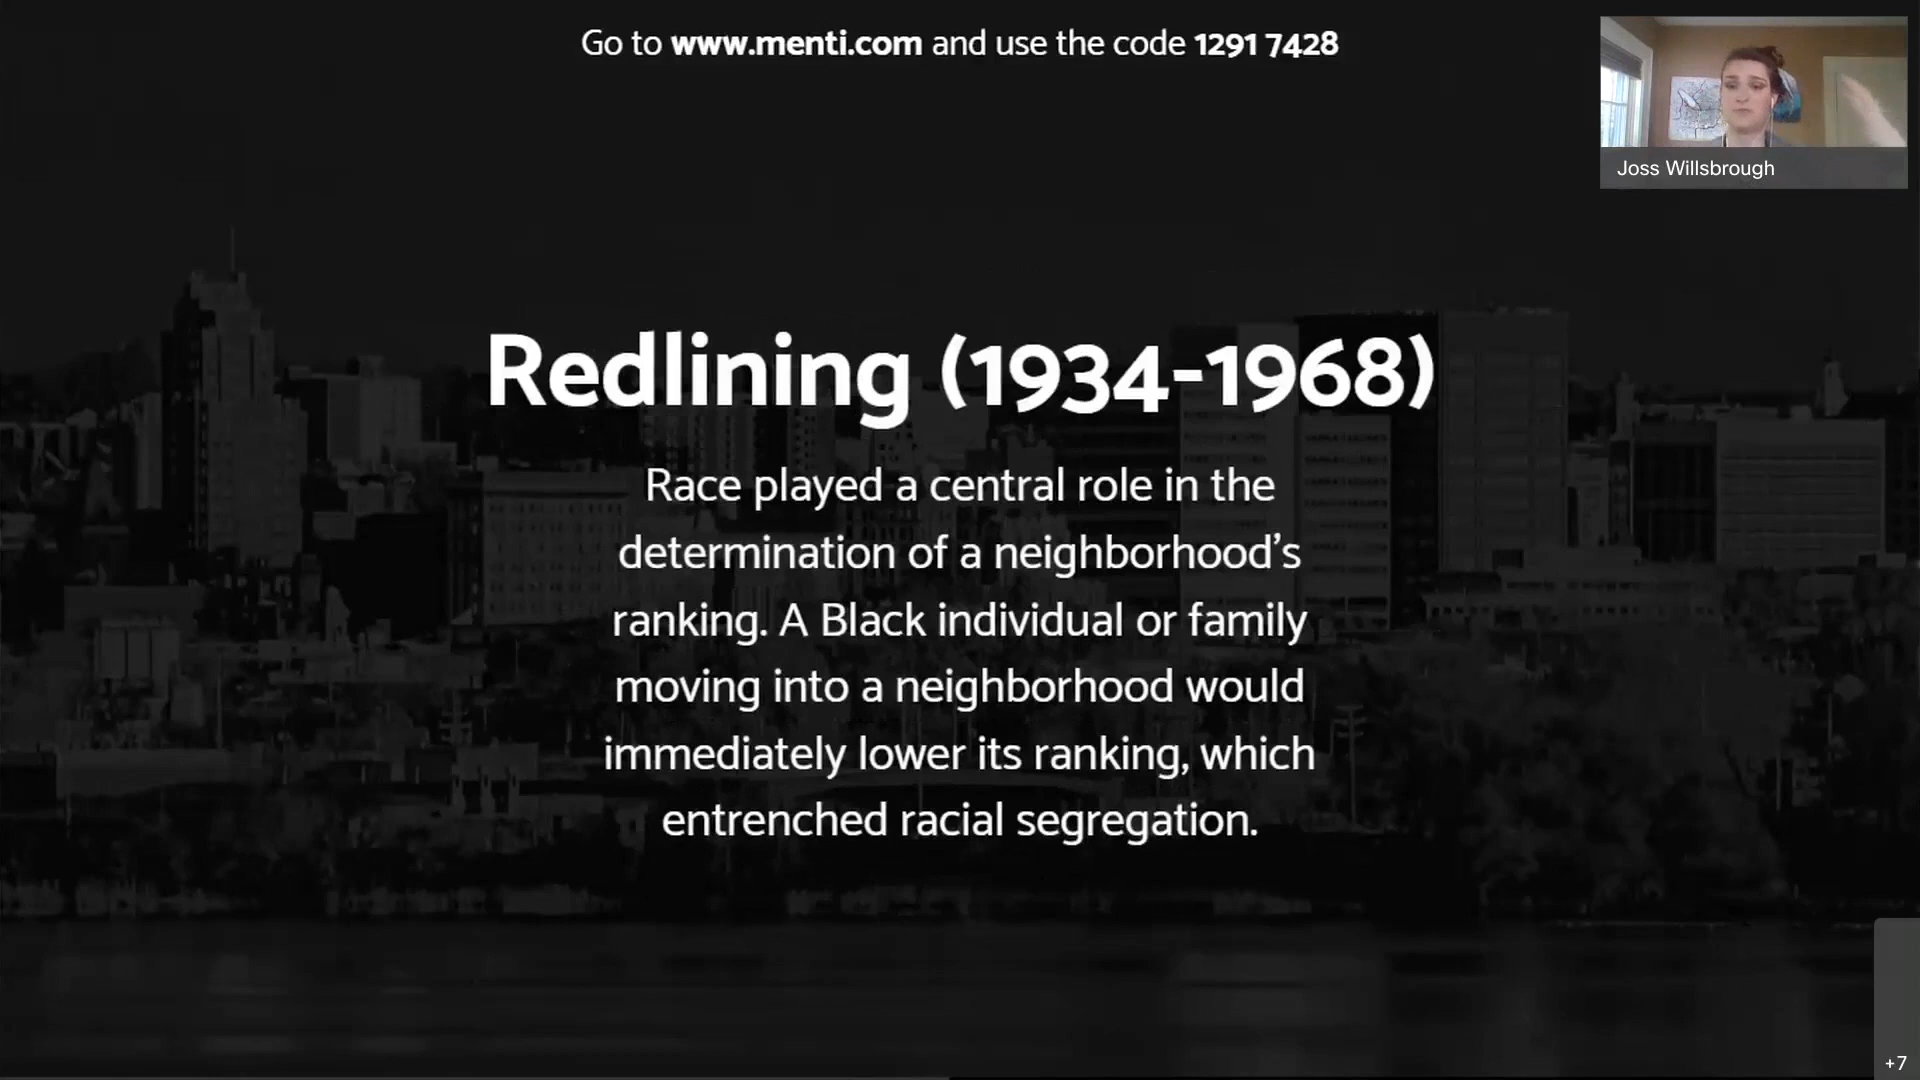 Go to www.menti.com and use the code 1291 7428
Joss Willsbrough
Redlining (1934-1968)
Race played a central role in the
determination of a neighborhood’s
ranking. A Black individual or family
moving into a neighborhood would
immediately lower its ranking, which
entrenched racial segregation.
+7